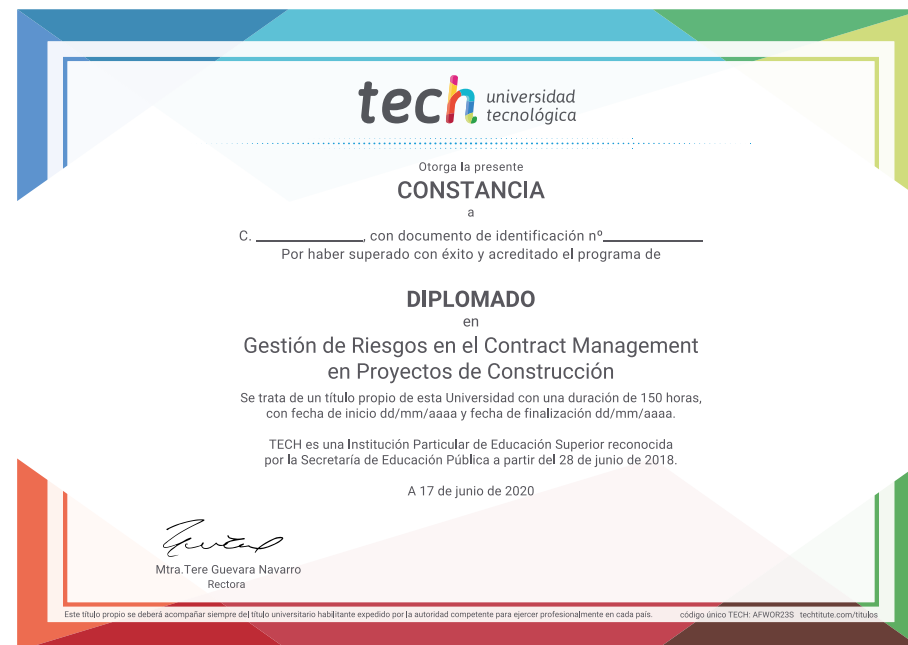 tech universidad
tecnológica
Otorga la presente
CONSTANCIA
a
C. ____________, con documento de identificación nº____________
Por haber superado con éxito y acreditado el programa de
DIPLOMADO
en
Gestión de Riesgos en el Contract Management
en Proyectos de Construcción
Se trata de un título propio de esta Universidad con una duración de 150 horas,
con fecha de inicio dd/mm/aaaa y fecha de finalización dd/mm/aaaa.
TECH es una Institución Particular de Educación Superior reconocida
por la Secretaría de Educación Pública a partir del 28 de junio de 2018.
A 17 de junio de 2020
Mtra.Tere Guevara Navarro
Rectora
Este título propio se deberá acompañar siempre del título universitario habilitante expedido por la autoridad competente para ejercer profesionalmente en cada país. código único TECH: AFWOR23S techtitute.com/titulos